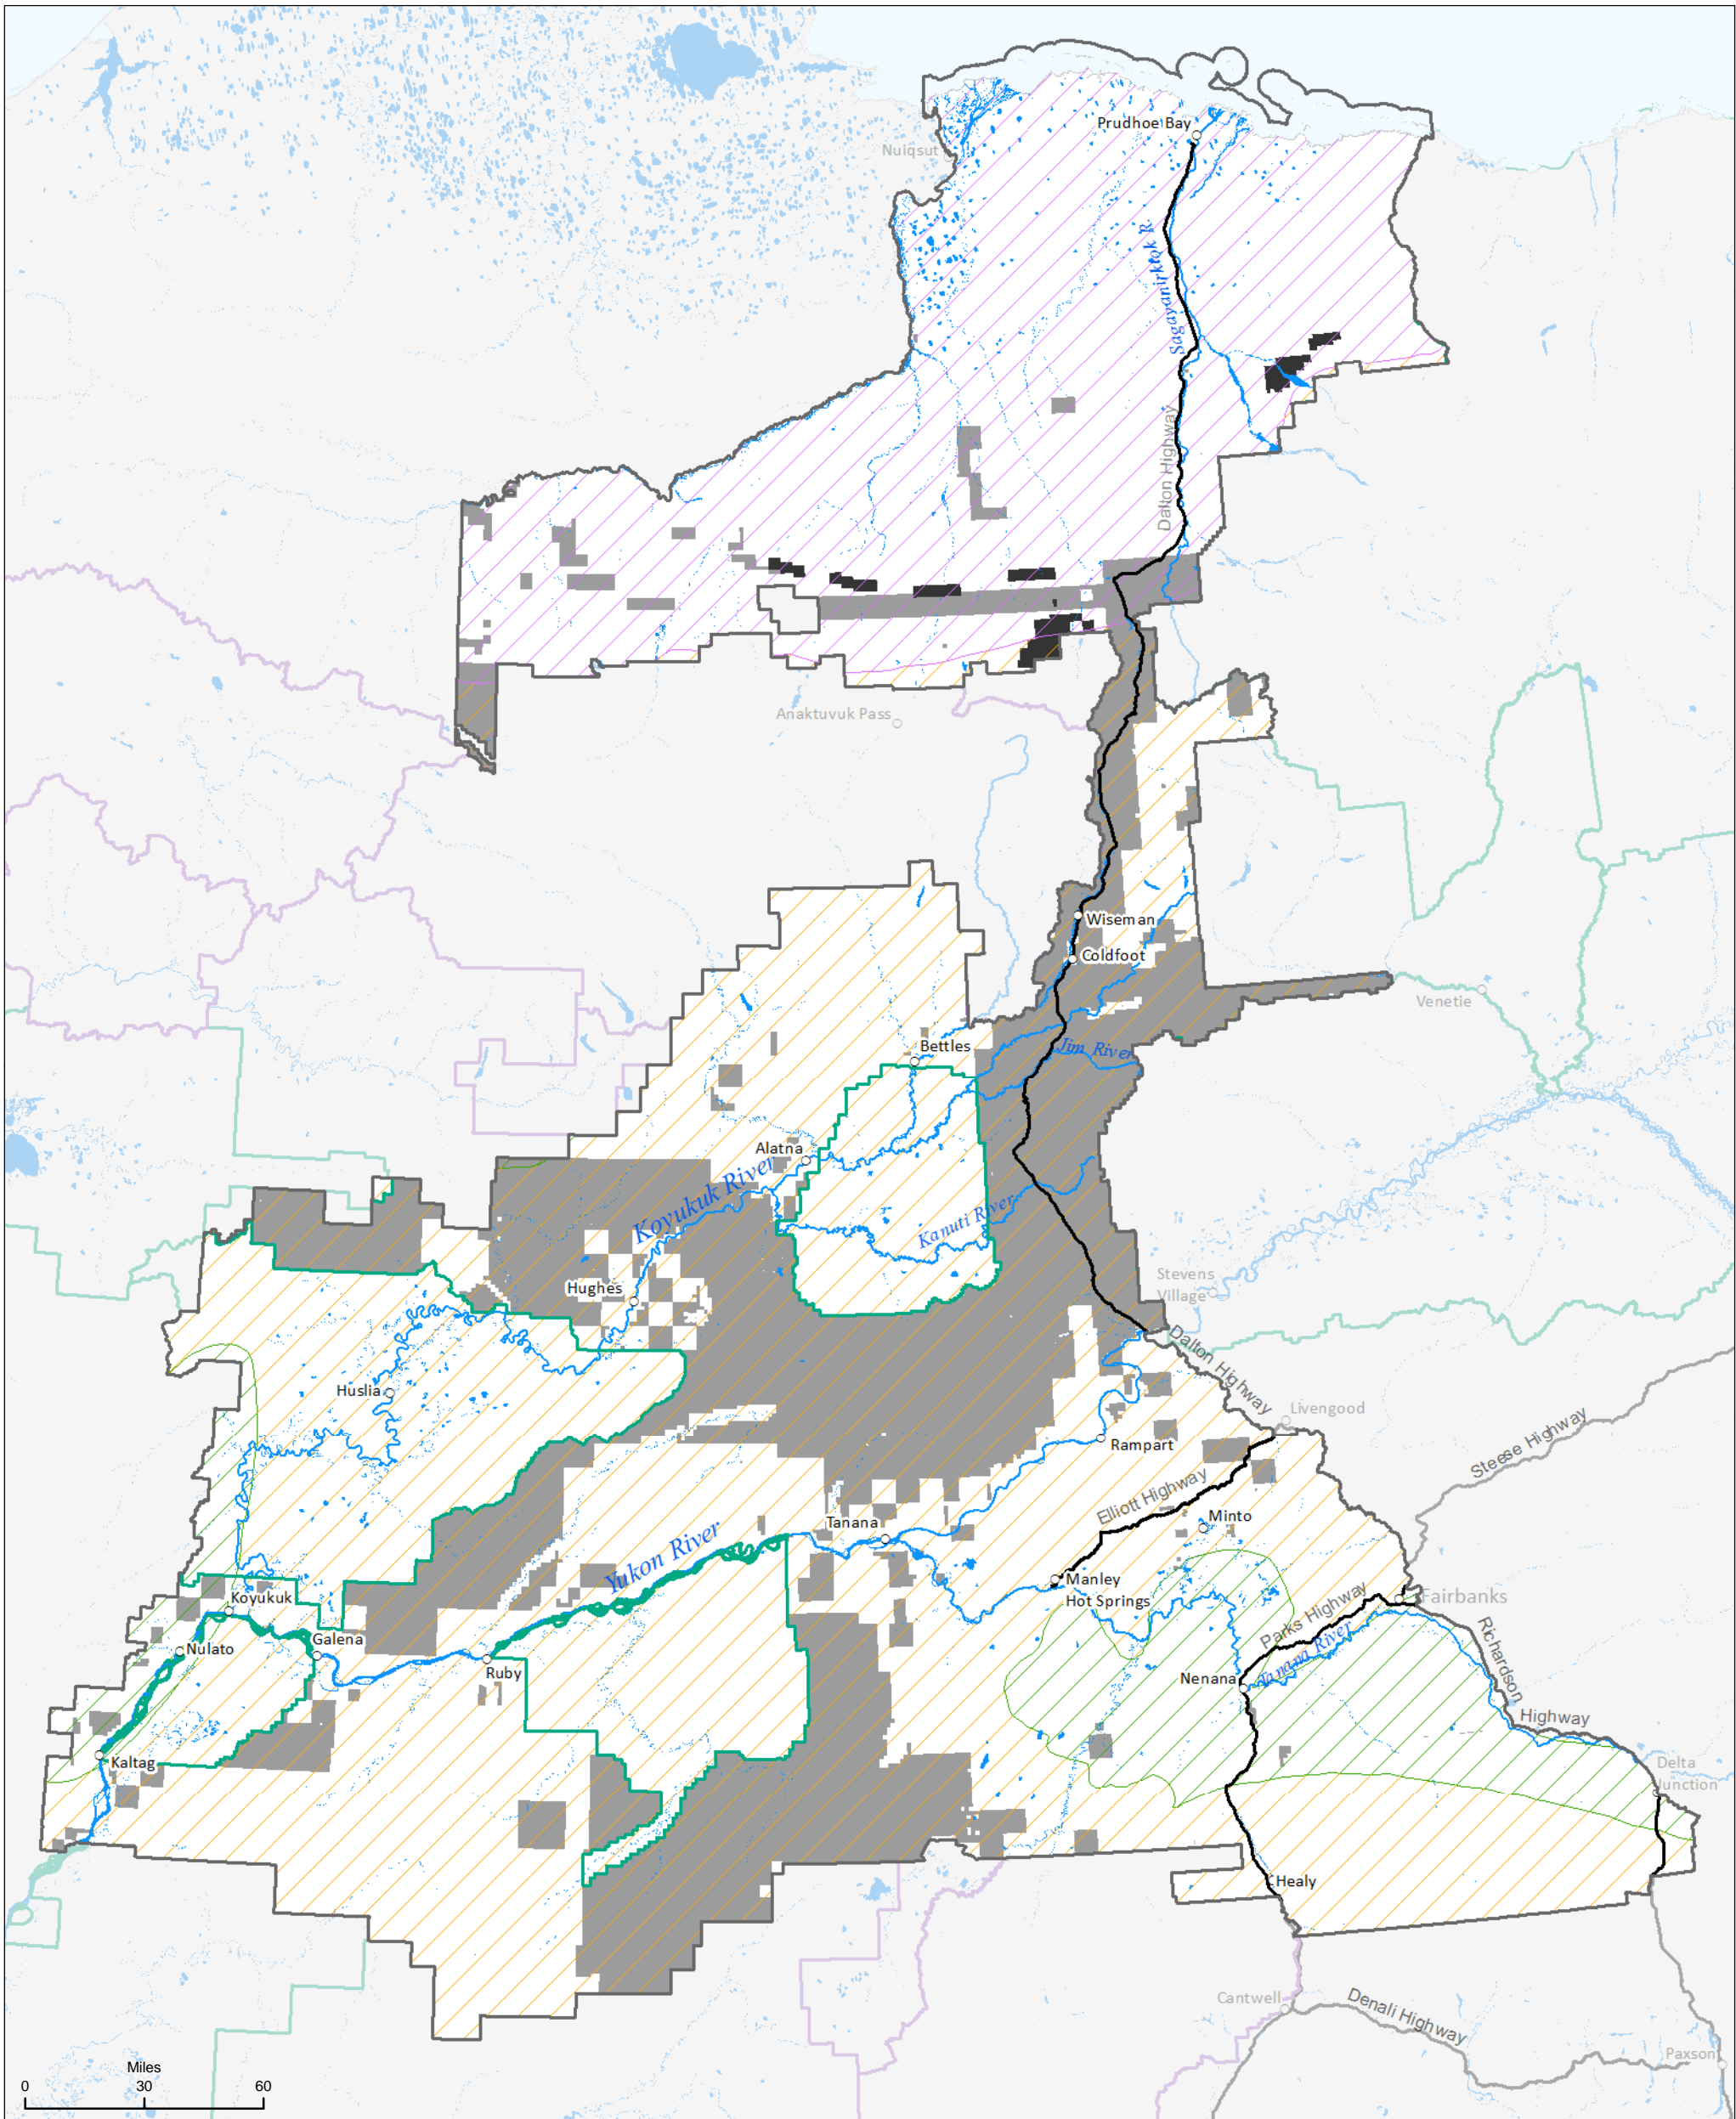 Prudhoe Bay
Nuiqsut
Sagavanirktok R.
Dalton Highway
Anaktuvuk Pass
Wiseman
Coldfoot
Venetie
Bettles
Jim River
Alatna
Koyukuk River
Kanuti River
Hughes
Stevens
Village
Dalton Highway
Huslia
Livengood
Rampart
Steese Highway
Elliott Highway
Minto
Tanana
Yukon River
Manley
Hot Springs
Koyukuk
Fairbanks
Parks Highway
Tanana River
Galena
Nulato
Ruby
Nenana
Richardson
Highway
Kaltag
Delta
Junction
Healy
Cantwell
Denali Highway
Paxson
Miles
0 30 60